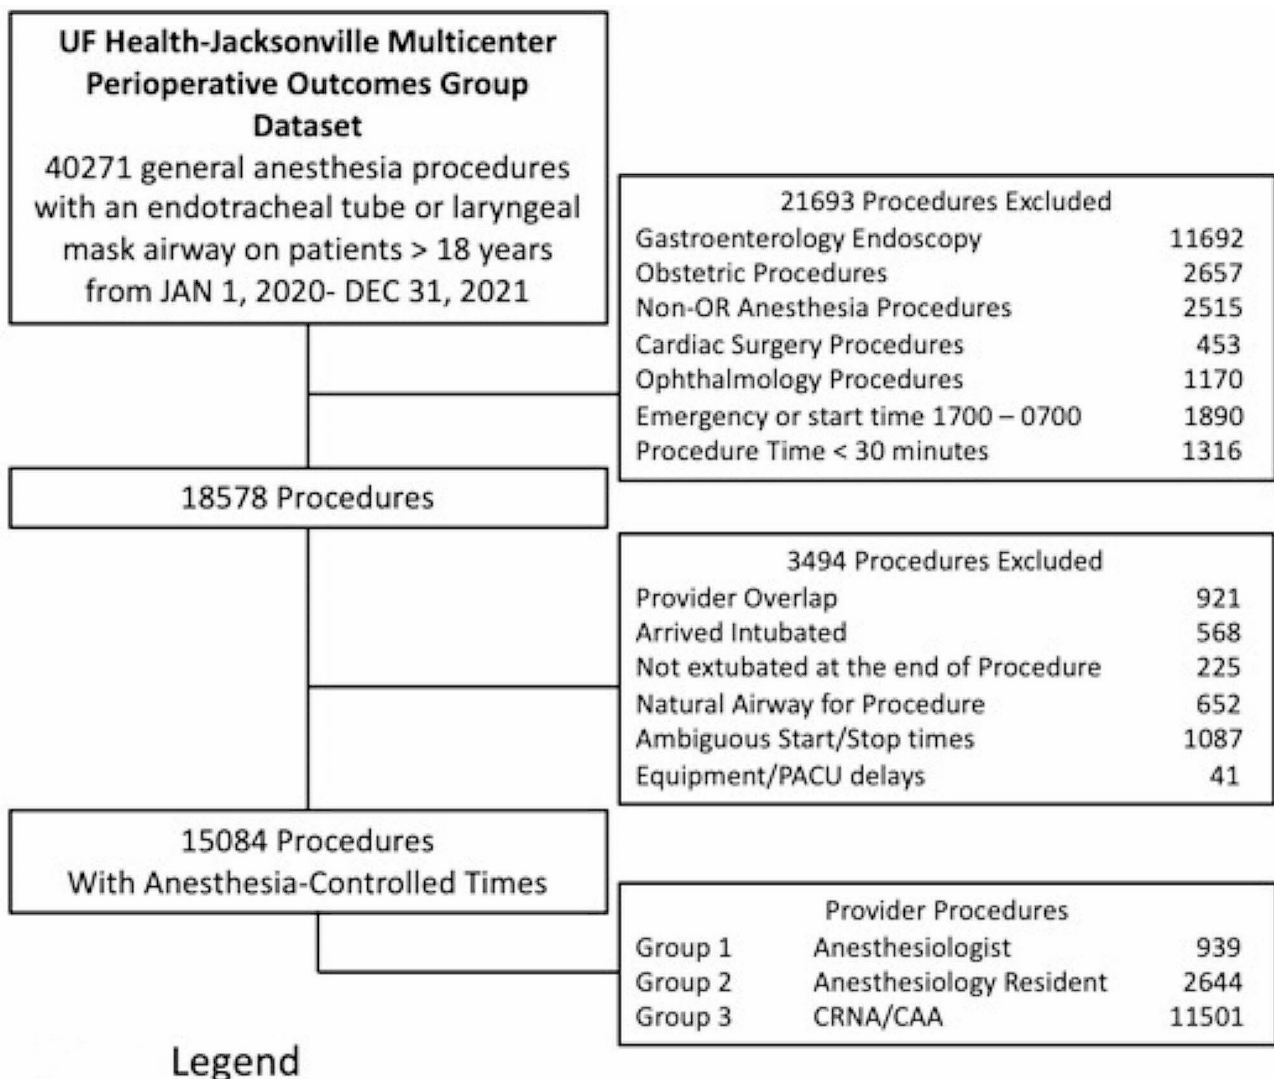 UF Health-Jacksonville Multicenter
Perioperative Outcomes Group
Dataset
40271 general anesthesia procedures
with an endotracheal tube or laryngeal
mask airway on patients > 18 years
from JAN 1, 2020- DEC 31, 2021
21693 Procedures Excluded
Gastroenterology Endoscopy 11692
Obstetric Procedures 2657
Non-OR Anesthesia Procedures 2515
Cardiac Surgery Procedures 453
Ophthalmology Procedures 1170
Emergency or start time 1700 – 0700 1890
Procedure Time < 30 minutes 1316
18578 Procedures
3494 Procedures Excluded
Provider Overlap 921
Arrived Intubated 568
Not extubated at the end of Procedure 225
Natural Airway for Procedure 652
Ambiguous Start/Stop times 1087
Equipment/PACU delays 41
15084 Procedures
With Anesthesia-Controlled Times
Provider Procedures
Group 1 Anesthesiologist 939
Group 2 Anesthesiology Resident 2644
Group 3 CRNA/CAA 11501
Legend